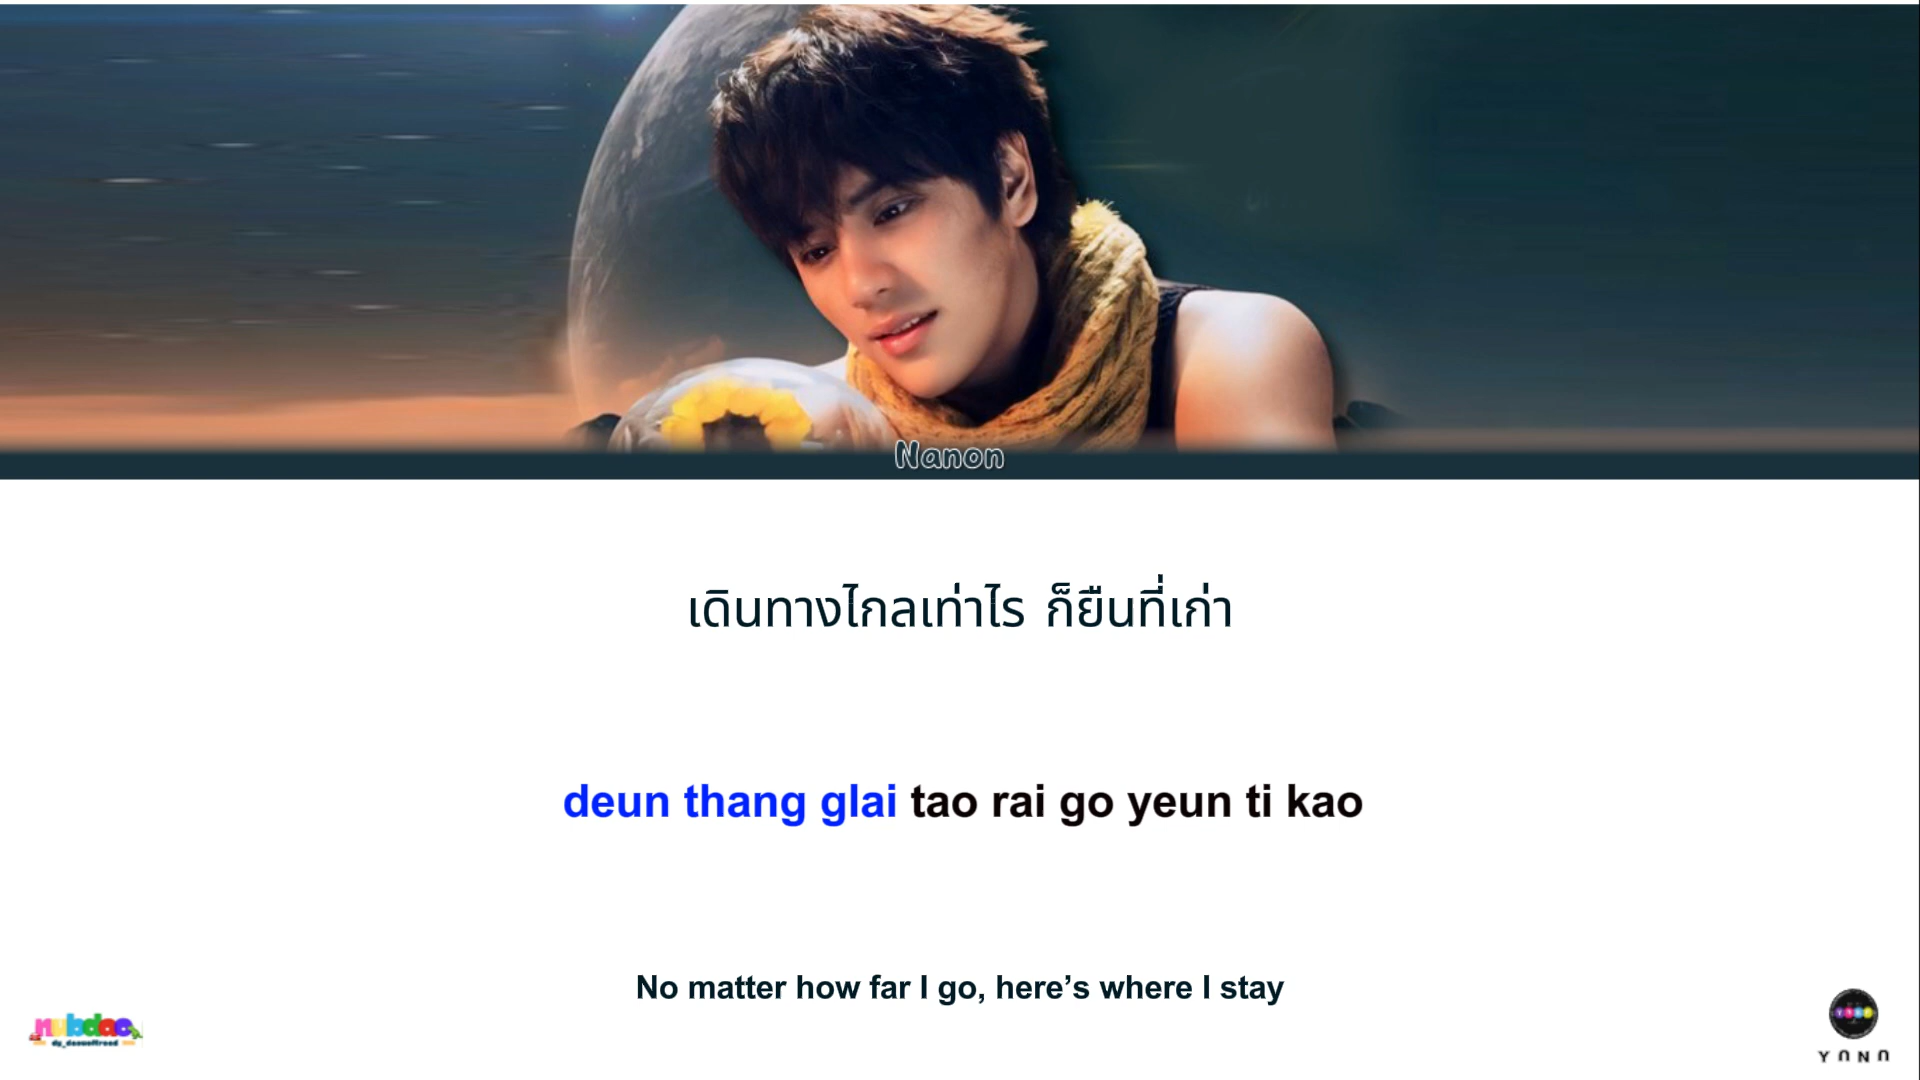 Nanon
เดินทางไกลเท่าไร ก็ยืนที่เก่า
deun thang glai tao rai go yeun ti kao
No matter how far I go, here’s where I stay
nubdao
YANA